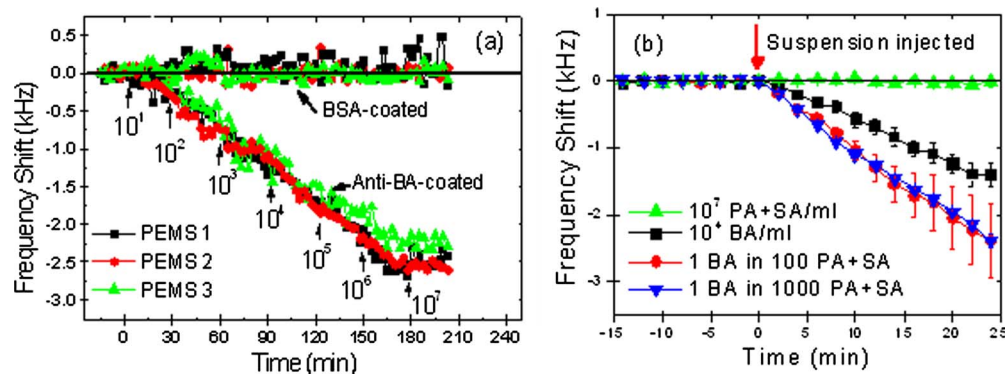 (a)
0.5
0.0
-0.5
-1.0
-1.5
-2.0
-2.5
-3.0
Frequency Shift (kHz)
BSA-coated
Anti-BA-coated
10¹
10²
10³
10⁴
10⁵
10⁶
10⁷
PEMS 1
PEMS 2
PEMS 3
-30 0 30 60 90 120 150 180 210 240
Time (min)
(b)
Suspension injected
1
0
-1
-2
-3
Frequency Shift (kHz)
10⁷ PA+SA/ml
10⁴ BA/ml
1 BA in 100 PA+SA
1 BA in 1000 PA+SA
-15 -10 -5 0 5 10 15 20 25
Time (min)